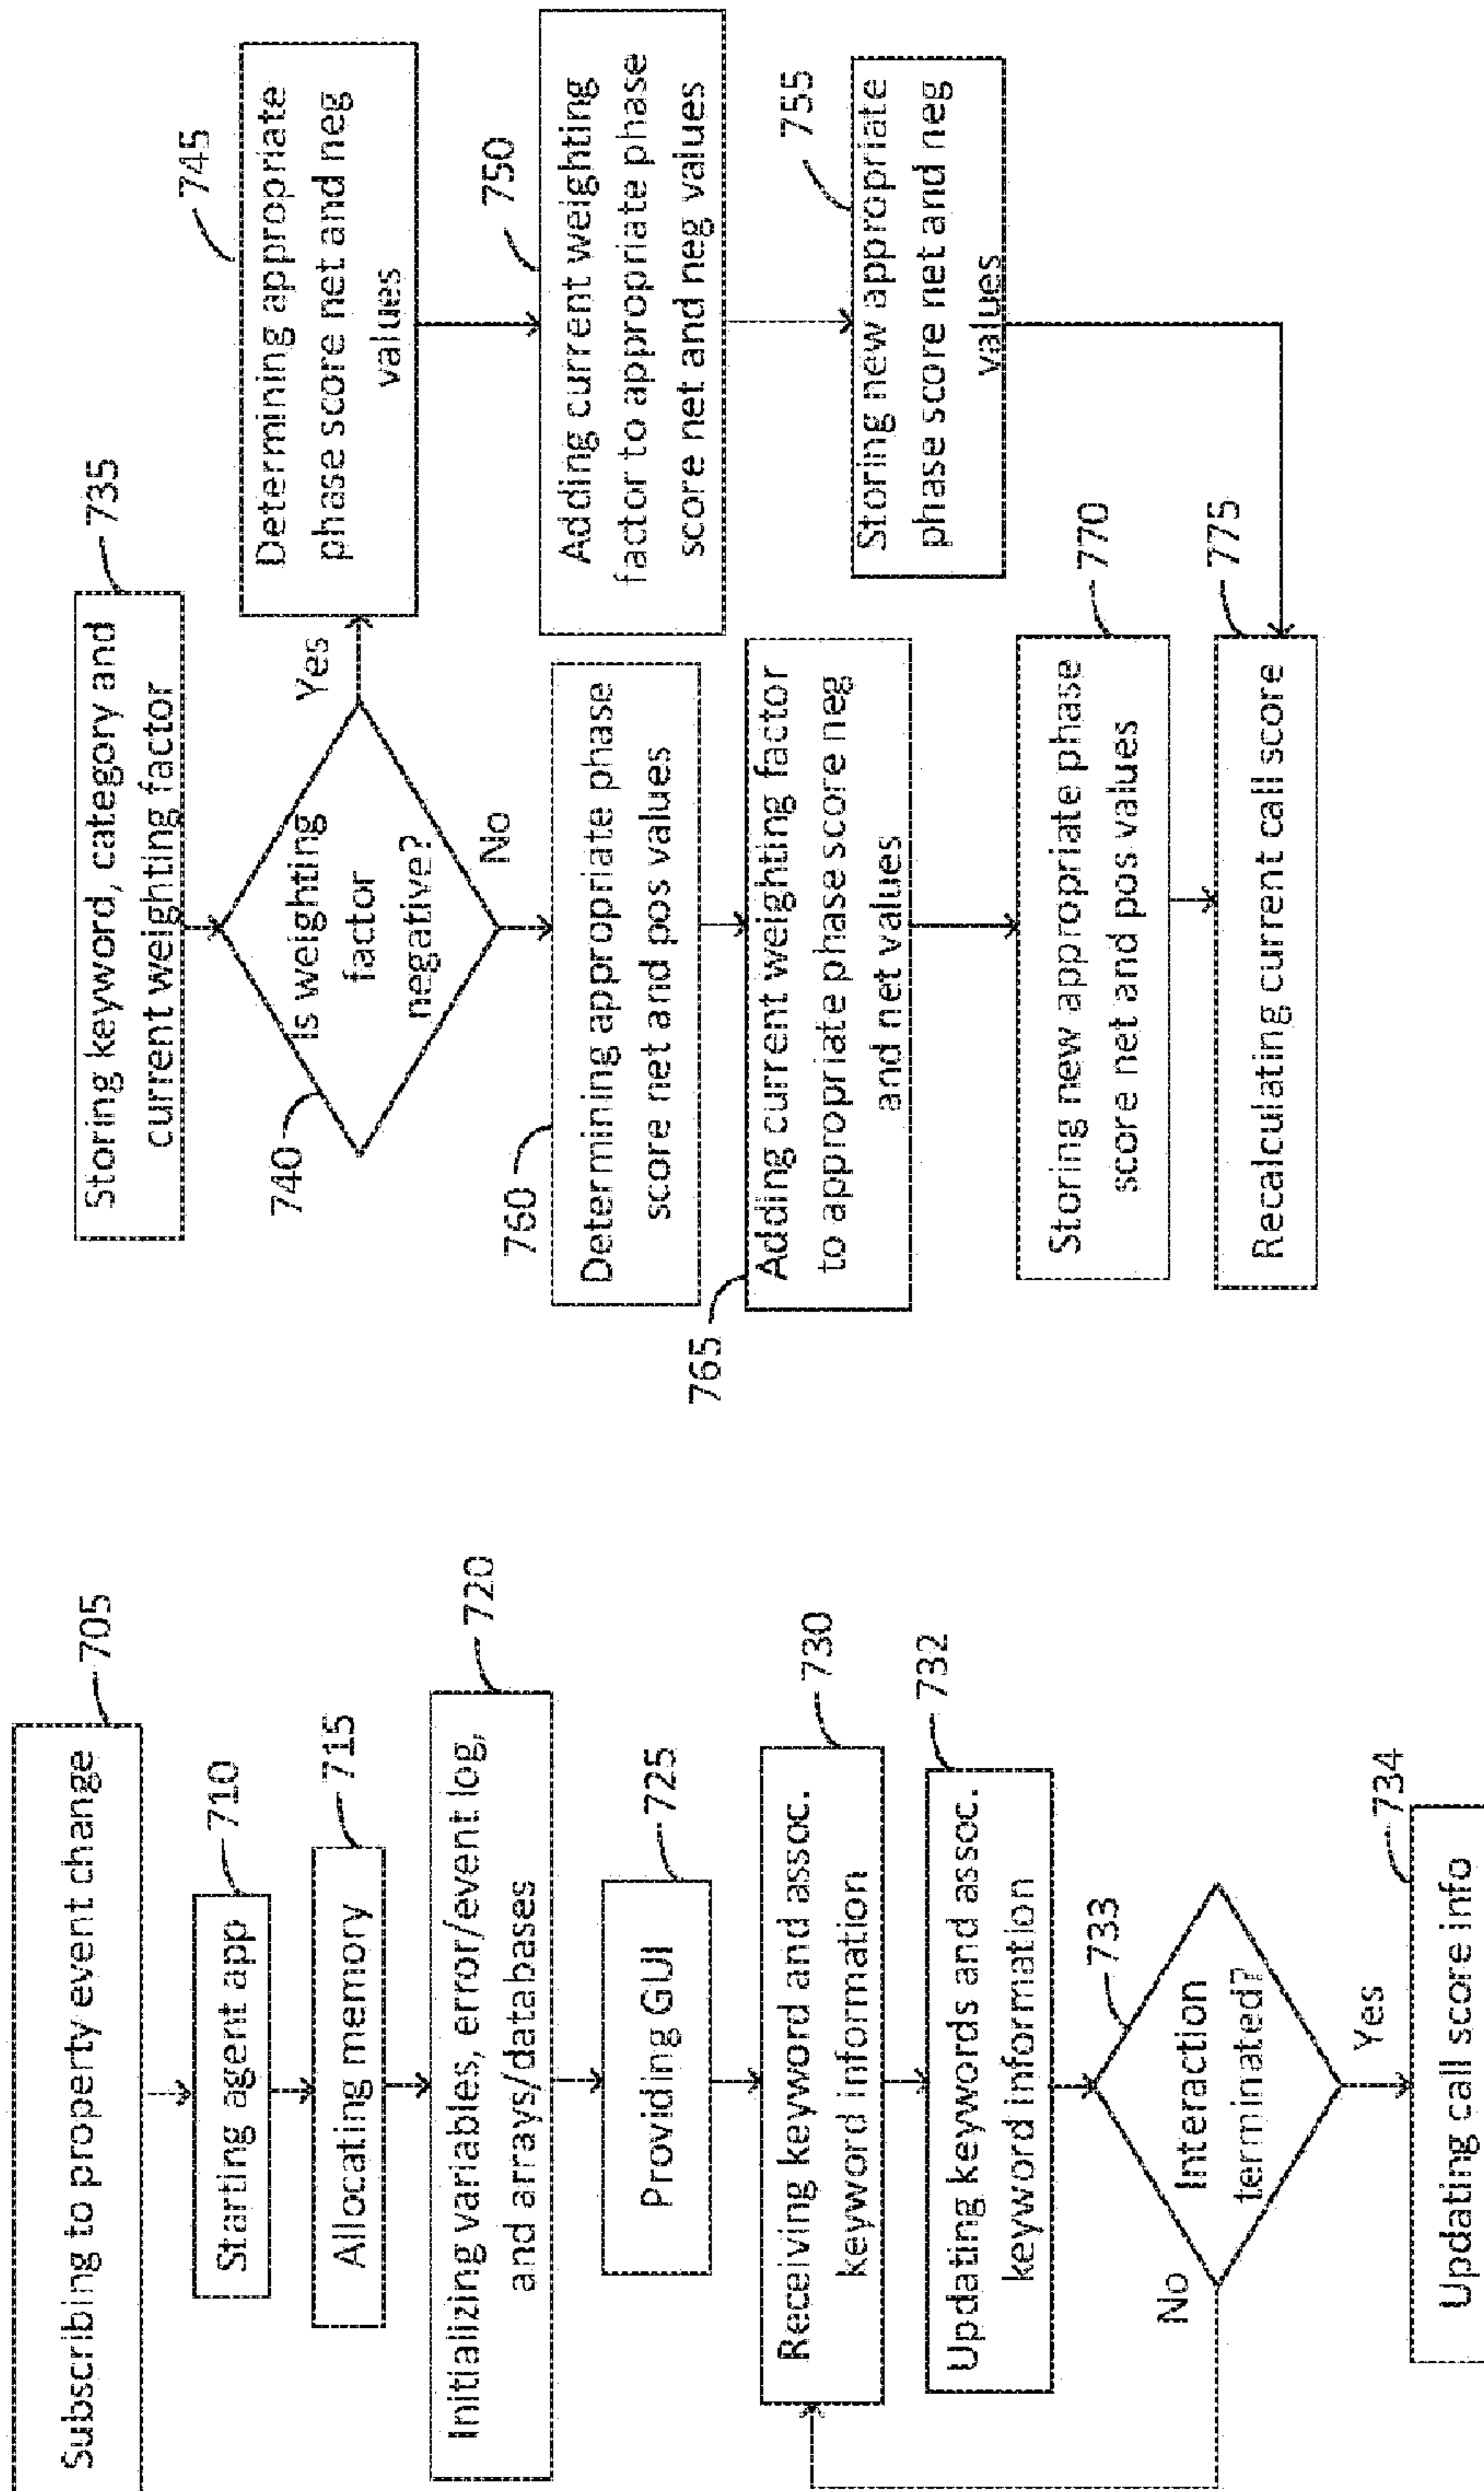 Subscribing to property event change
705
Starting agent app
710
Allocating memory
715
Initializing variables, error/event log,
and arrays/databases
720
Providing GUI
725
Receiving keyword and assoc.
keyword information
730
Updating keywords and assoc.
keyword information
732
Interaction
terminated?
733
No
Yes
Updating call score info
734
Storing keyword, category and
current weighting factor
735
Is weighting
factor
negative?
740
Yes
No
Determining appropriate
phase score net and neg
values
745
Adding current weighting
factor to appropriate phase
score net and neg values
750
Storing new appropriate
phase score net and neg
values
755
Determining appropriate phase
score net and pos values
760
Adding current weighting factor
to appropriate phase score neg
and net values
765
Storing new appropriate phase
score net and pos values
770
Recalculating current call score
775